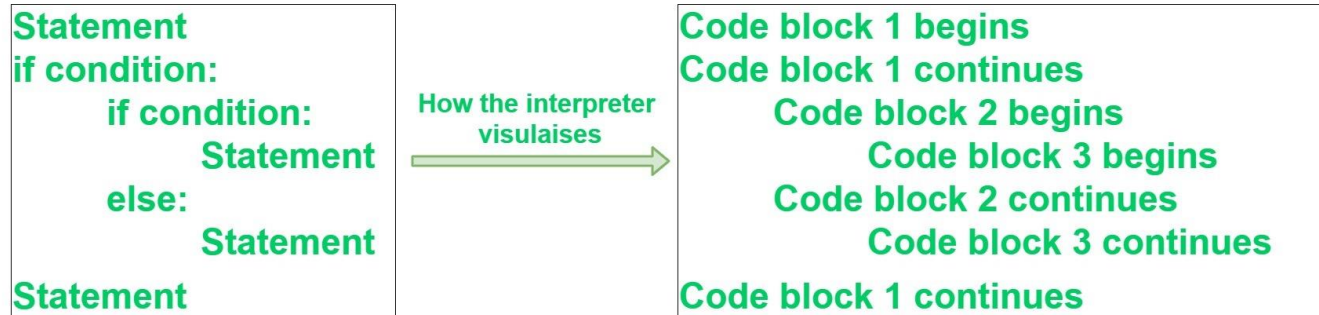 Statement
if condition:
if condition:
Statement
else:
Statement
Statement
How the interpreter
visulaises
Code block 1 begins
Code block 1 continues
Code block 2 begins
Code block 3 begins
Code block 2 continues
Code block 3 continues
Code block 1 continues